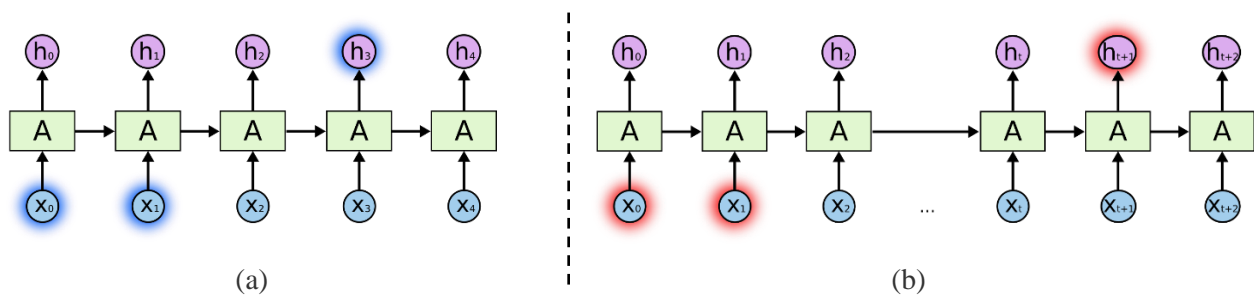 h₀ h₁ h₂ h₃ h₄ h₀ h₁ h₂ hₜ hₜ₊₁ hₜ₊₂
A A A A A A A A A A A
x₀ x₁ x₂ x₃ x₄ x₀ x₁ x₂ ... xₜ xₜ₊₁ xₜ₊₂
(a) (b)